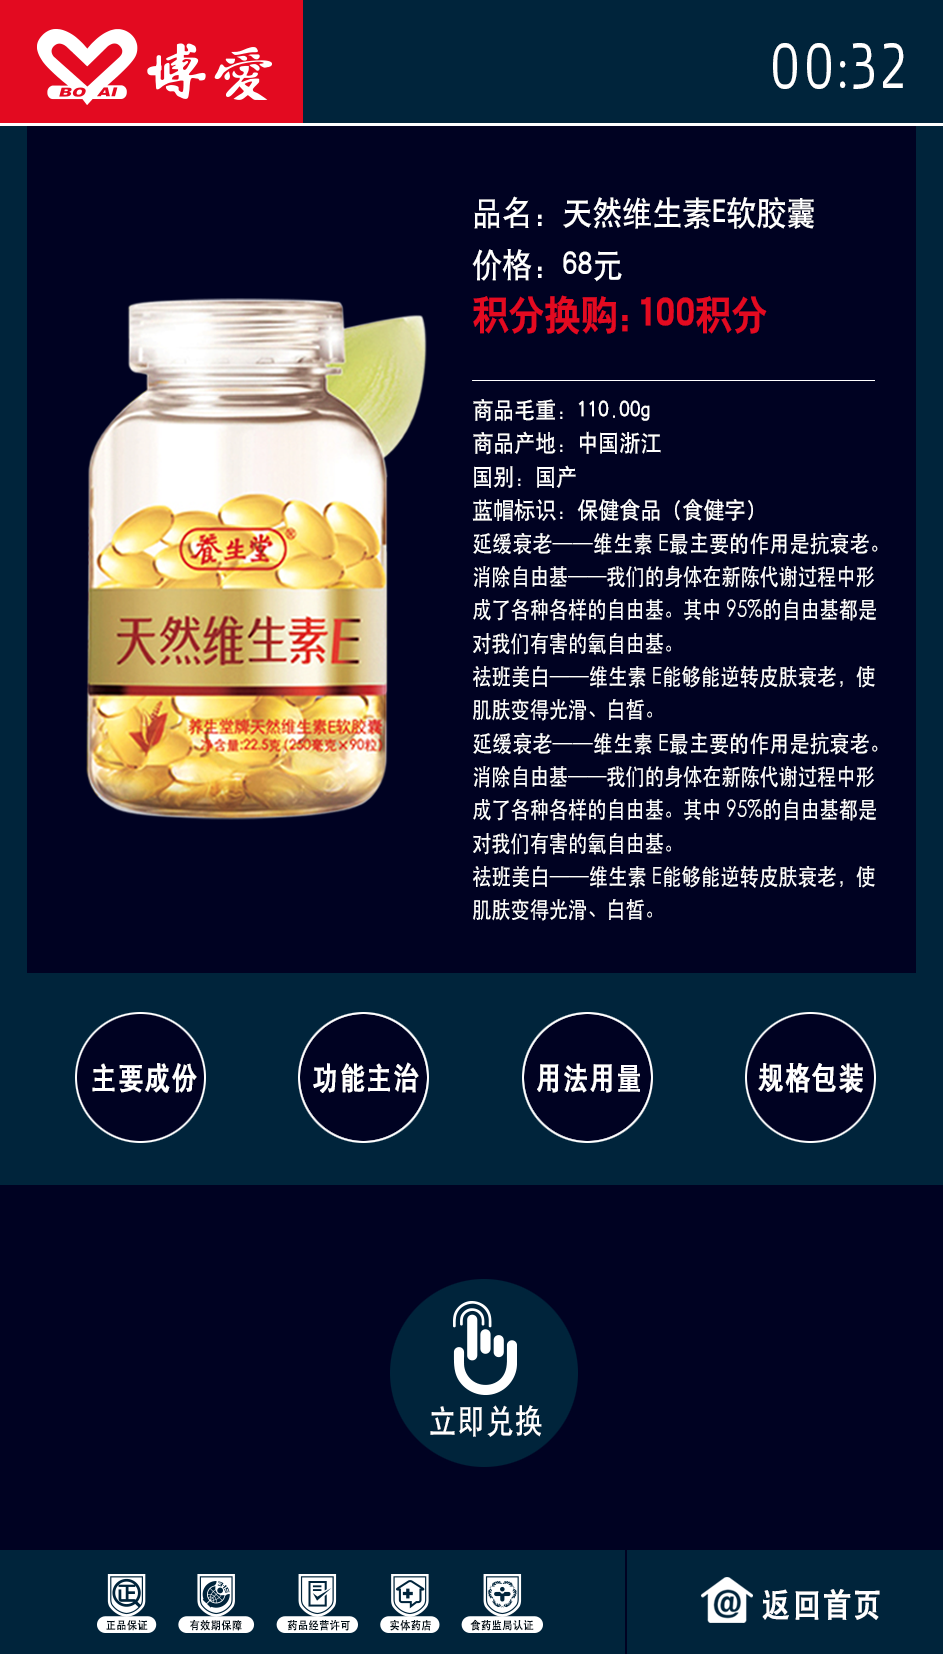 BO AI
博愛
00:32
品名：天然维生素E软胶囊
价格：68元
积分换购：100积分
商品毛重：110.00g
商品产地：中国浙江
国别：国产
蓝帽标识：保健食品（食健字）
延缓衰老——维生素 E最主要的作用是抗衰老。
消除自由基——我们的身体在新陈代谢过程中形
成了各种各样的自由基。其中 95%的自由基都是
对我们有害的氧自由基。
祛班美白——维生素 E能够能逆转皮肤衰老，使
肌肤变得光滑、白皙。
延缓衰老——维生素 E最主要的作用是抗衰老。
消除自由基——我们的身体在新陈代谢过程中形
成了各种各样的自由基。其中 95%的自由基都是
对我们有害的氧自由基。
祛班美白——维生素 E能够能逆转皮肤衰老，使
肌肤变得光滑、白皙。
養生堂®
天然维生素E
养生堂牌天然维生素E软胶囊
净含量:22.5克(250毫克×90粒)
主要成份
功能主治
用法用量
规格包装
立即兑换
正
正品保证
有效期保障
药品经营许可
实体药店
食药监局认证
@
返回首页